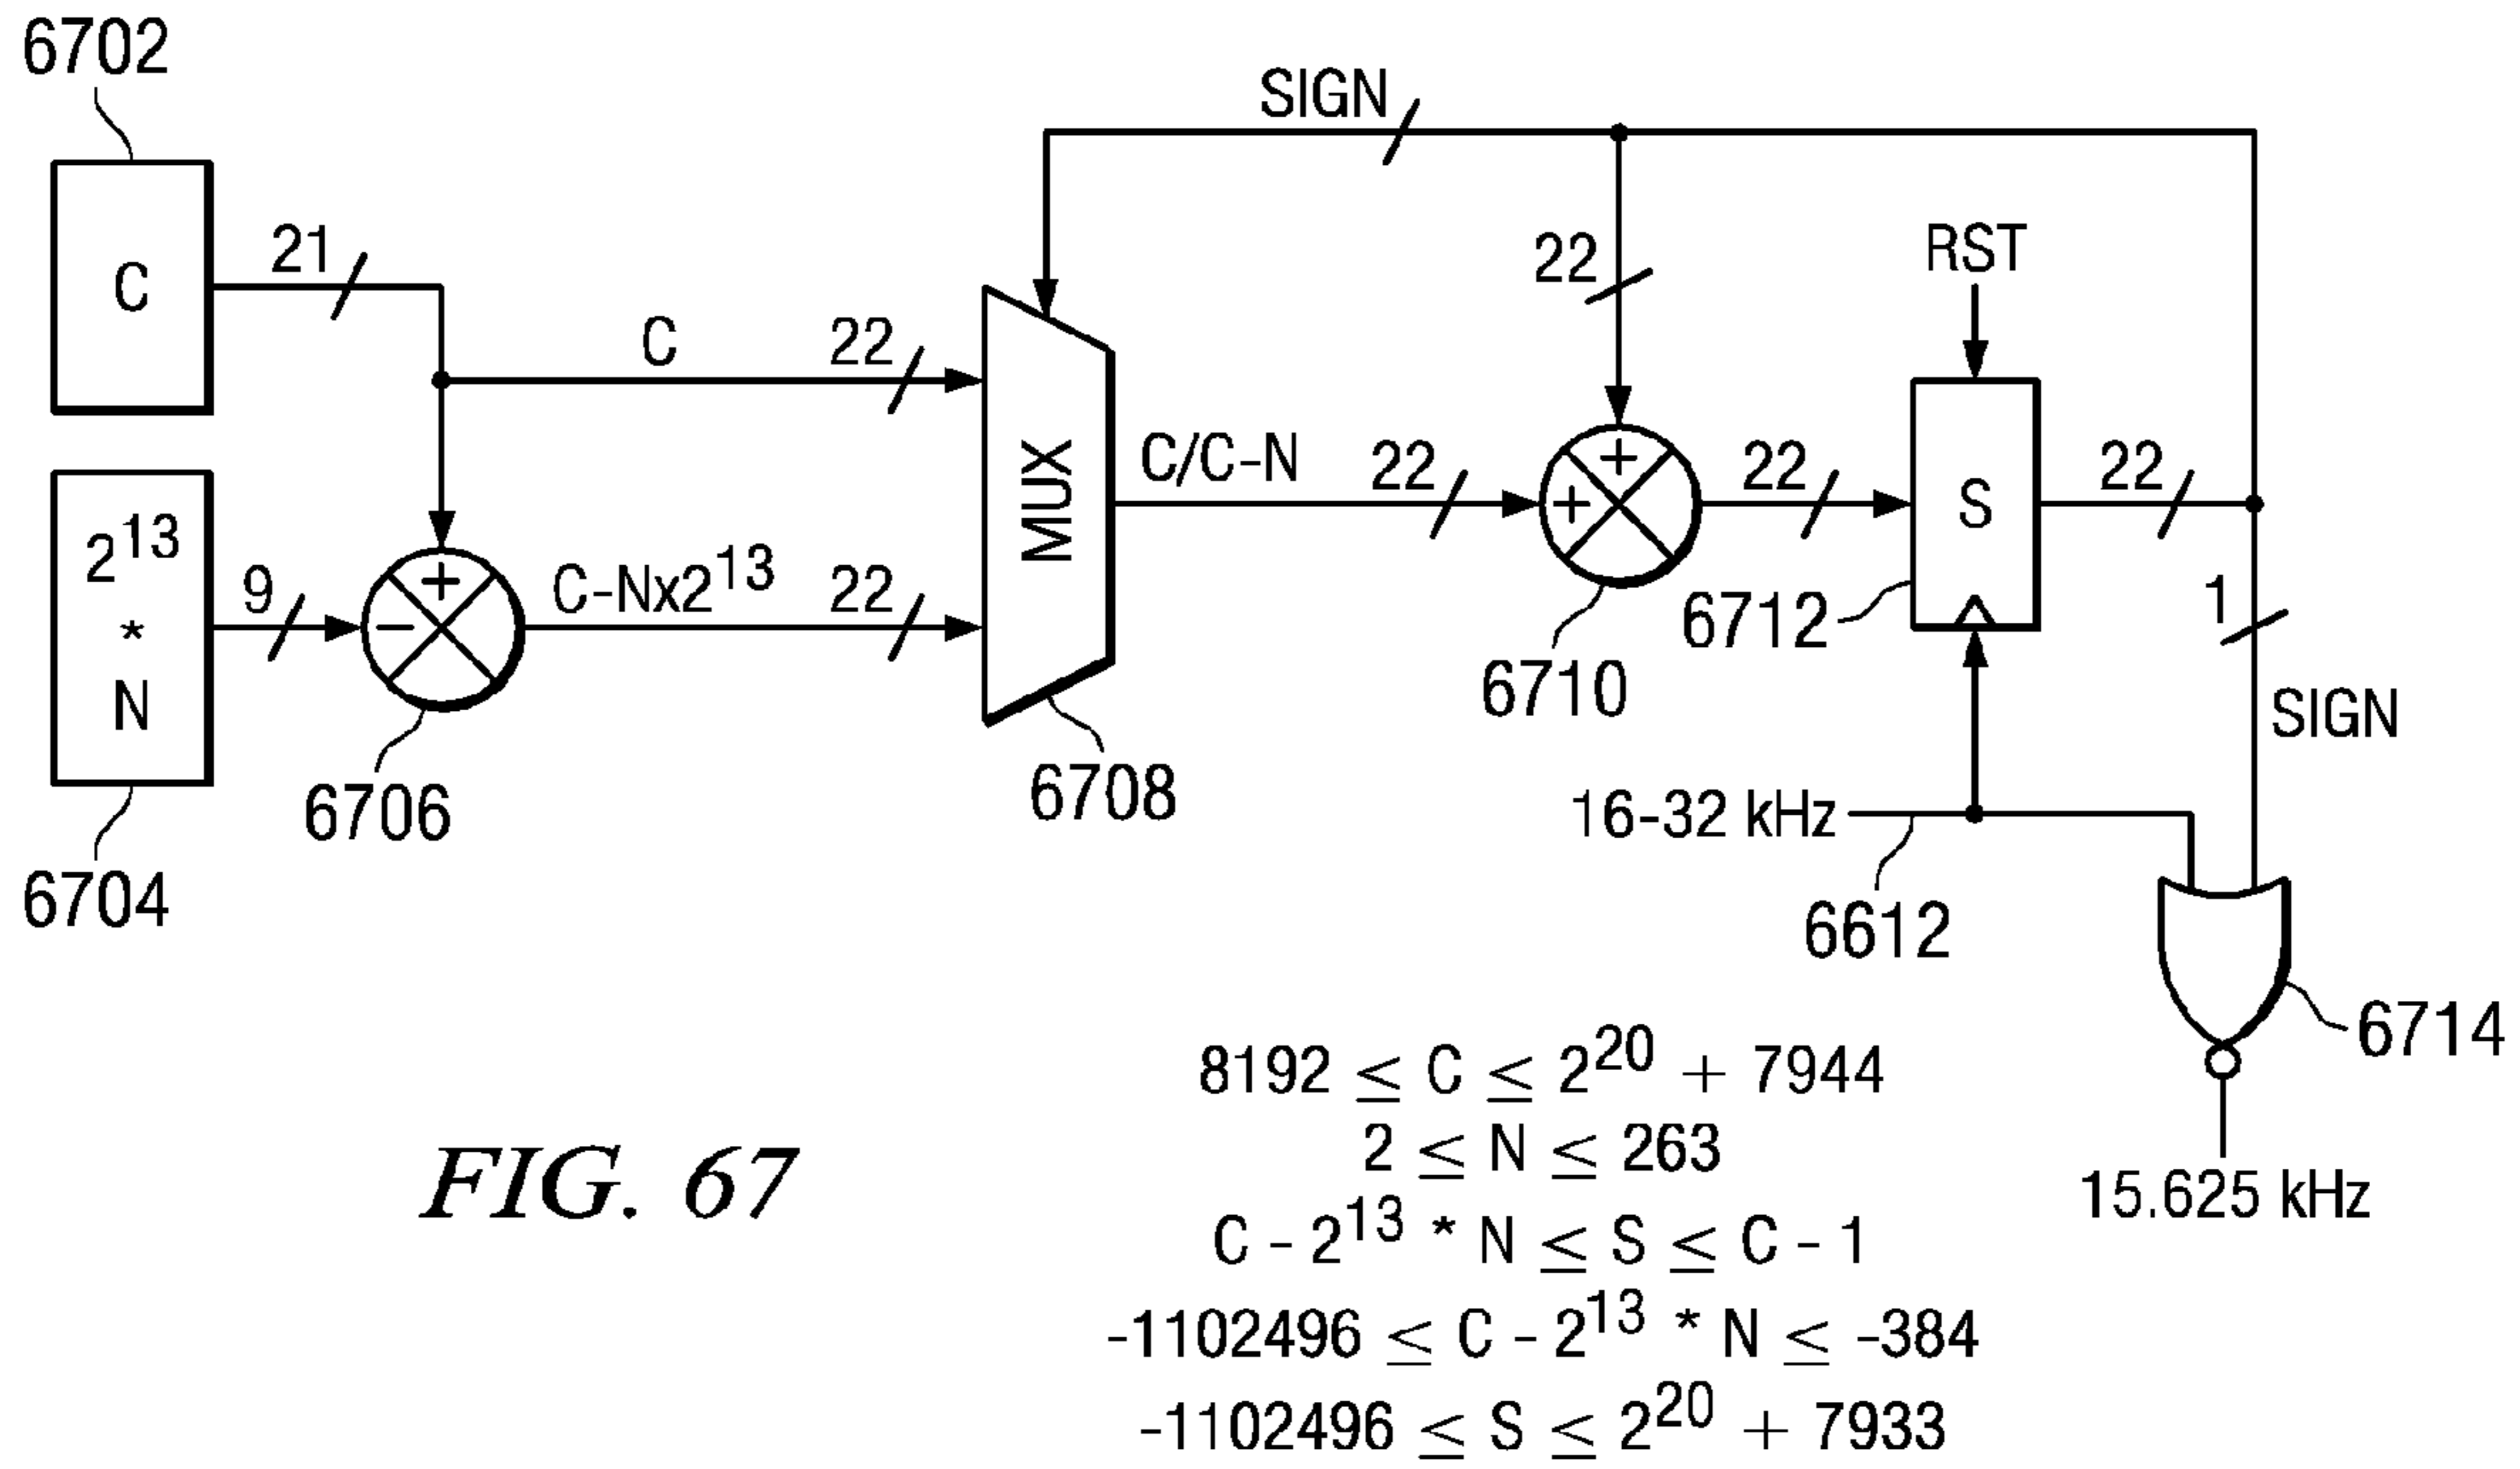 6702
SIGN
C
21
22
RST
C
22
2¹³
*
N
9
C-Nx2¹³
22
MUX
C/C-N
22
22
S
22
1
6712
6710
SIGN
6706
6708
16-32 kHz
6704
6612
6714
8192 ≤ C ≤ 2²⁰ + 7944
2 ≤ N ≤ 263
15.625 kHz
C - 2¹³ * N ≤ S ≤ C - 1
-1102496 ≤ C - 2¹³ * N ≤ -384
-1102496 ≤ S ≤ 2²⁰ + 7933
FIG. 67